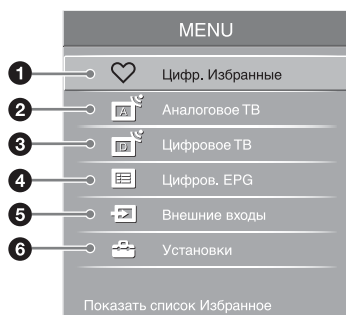 MENU
1 Цифр. Избранные
2 A Аналоговое ТВ
3 D Цифровое ТВ
4 Цифров. EPG
5 Внешние входы
6 Установки
Показать список Избранное